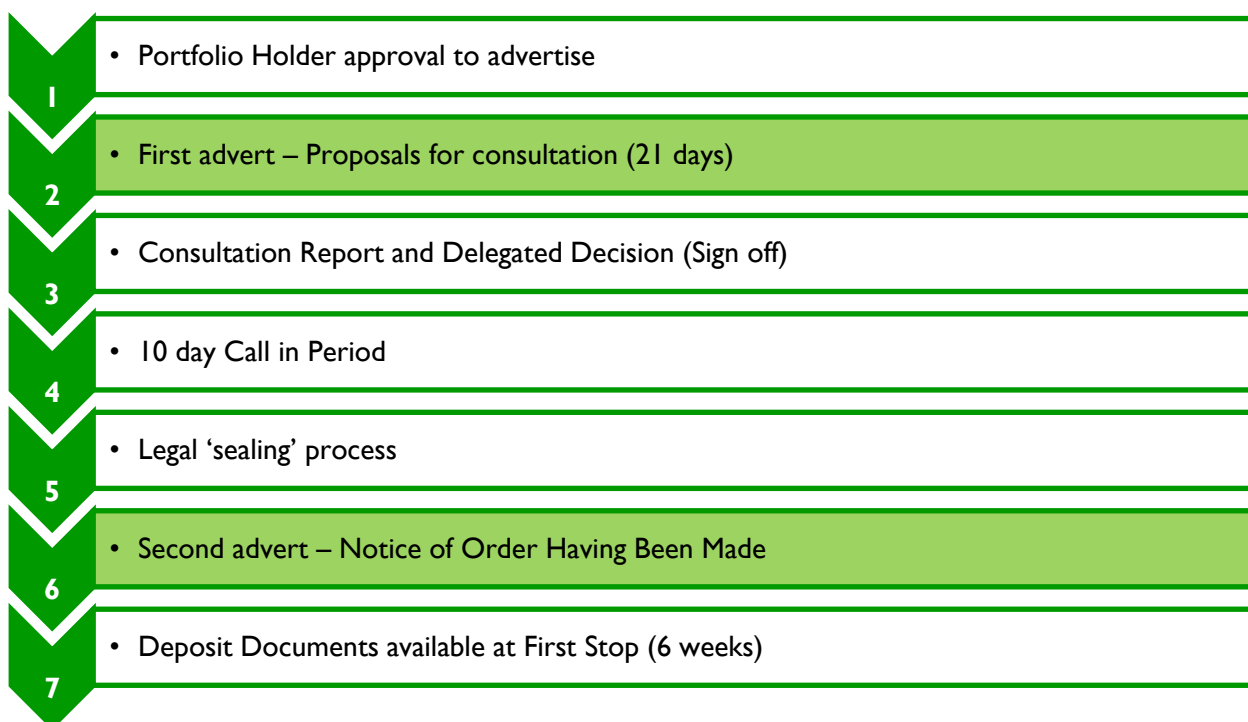 • Portfolio Holder approval to advertise
1
• First advert – Proposals for consultation (21 days)
2
• Consultation Report and Delegated Decision (Sign off)
3
• 10 day Call in Period
4
• Legal ‘sealing’ process
5
• Second advert – Notice of Order Having Been Made
6
• Deposit Documents available at First Stop (6 weeks)
7